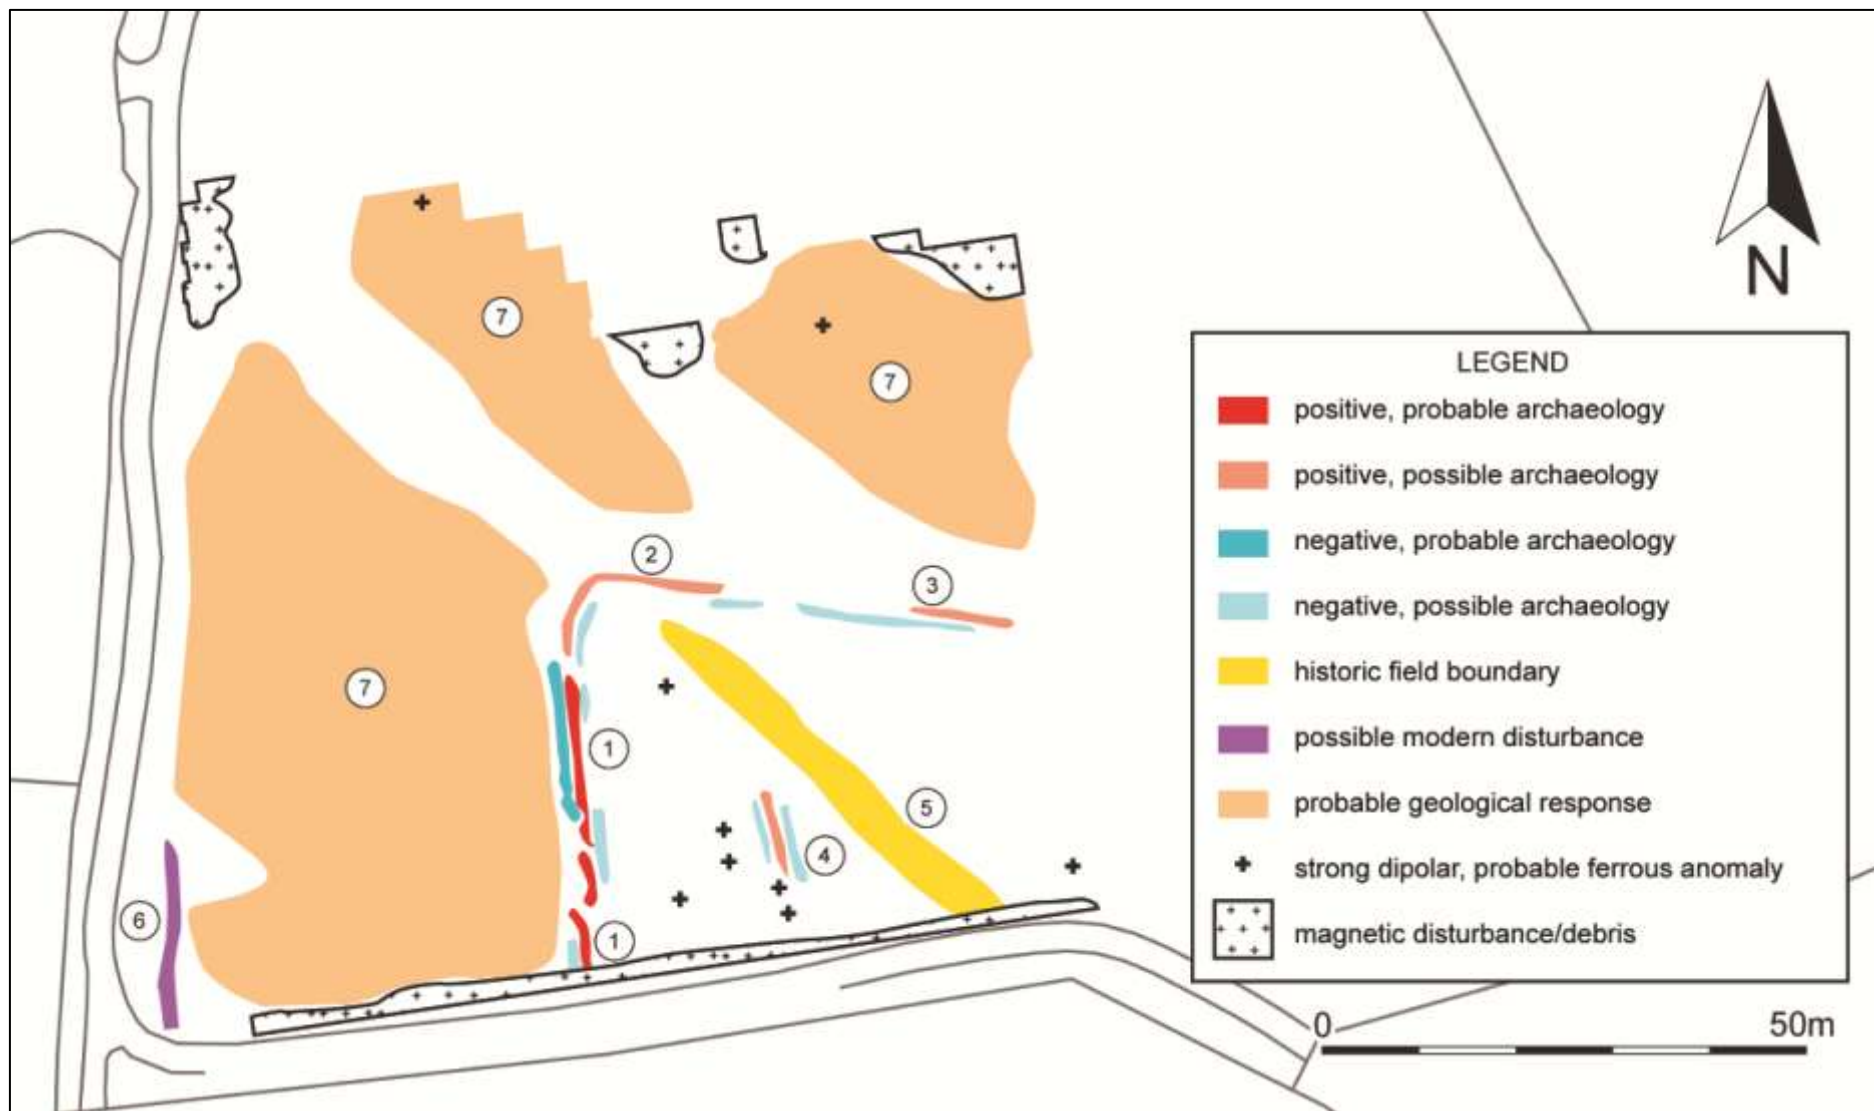 N
7
7
7
2
3
7
1
5
4
6
1
LEGEND
positive, probable archaeology
positive, possible archaeology
negative, probable archaeology
negative, possible archaeology
historic field boundary
possible modern disturbance
probable geological response
strong dipolar, probable ferrous anomaly
magnetic disturbance/debris
0 50m